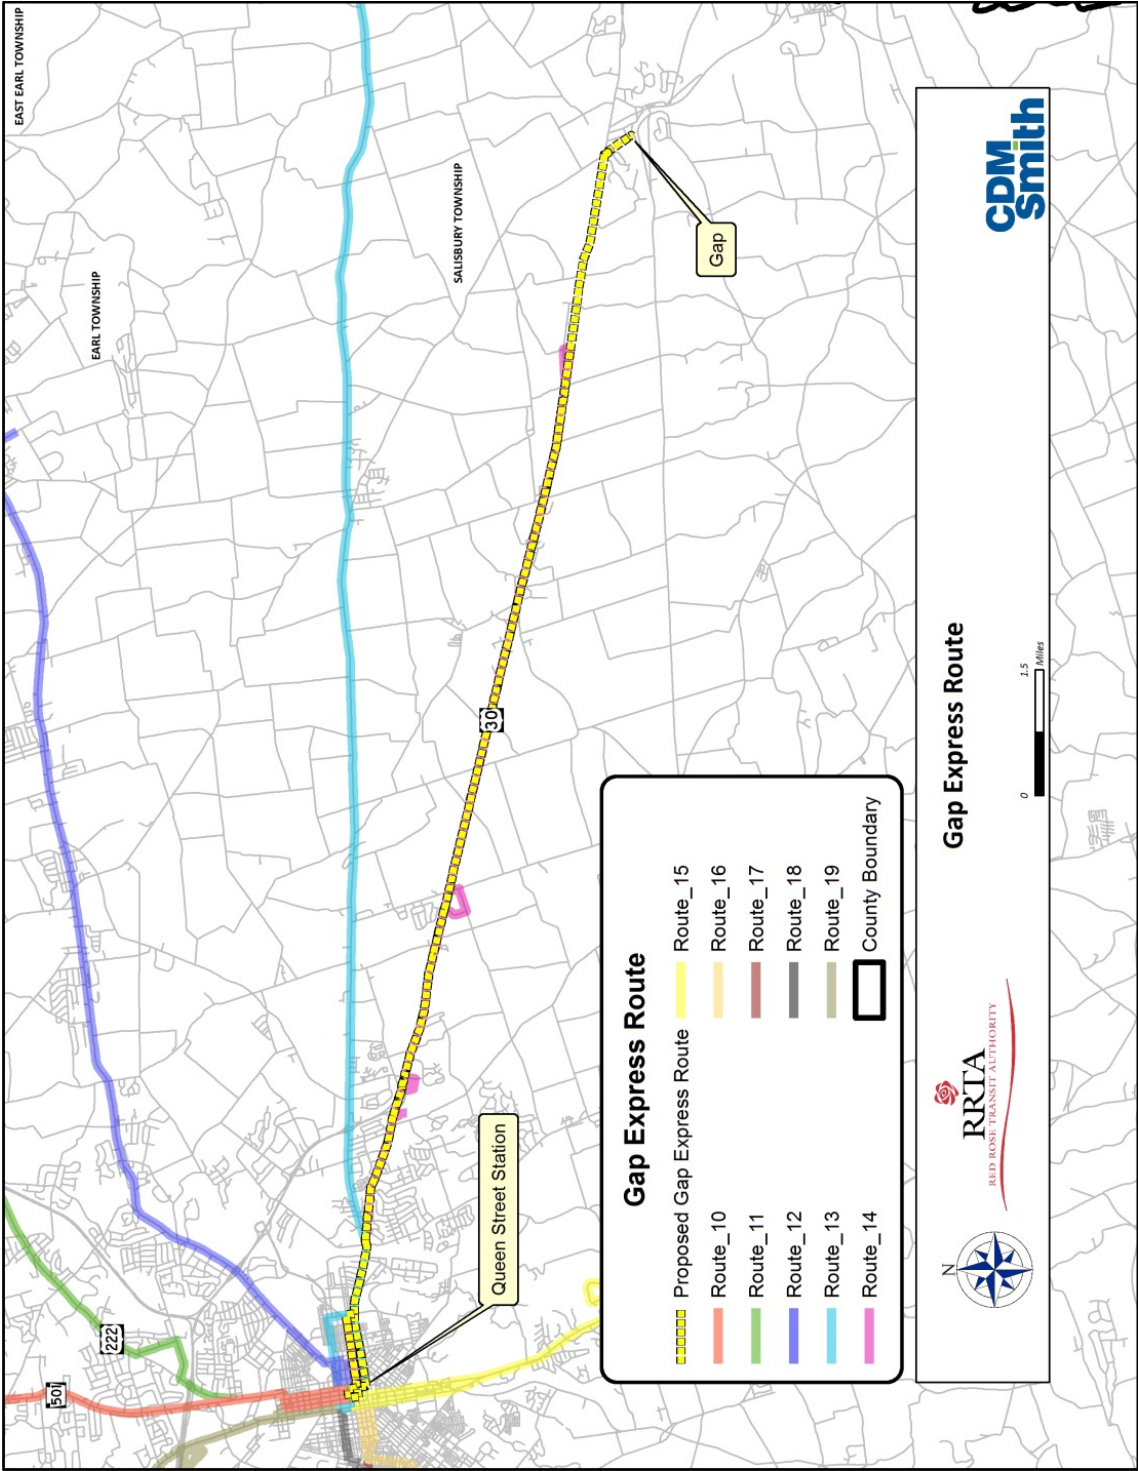 EAST EARL TOWNSHIP
501
EARL TOWNSHIP
222
SALISBURY TOWNSHIP
30
Queen Street Station
Gap
Gap Express Route
Proposed Gap Express Route
Route_10
Route_11
Route_12
Route_13
Route_14
Route_15
Route_16
Route_17
Route_18
Route_19
County Boundary
N
RRTA
RED ROSE TRANSIT AUTHORITY
Gap Express Route
0 1.5
Miles
CDM
Smith